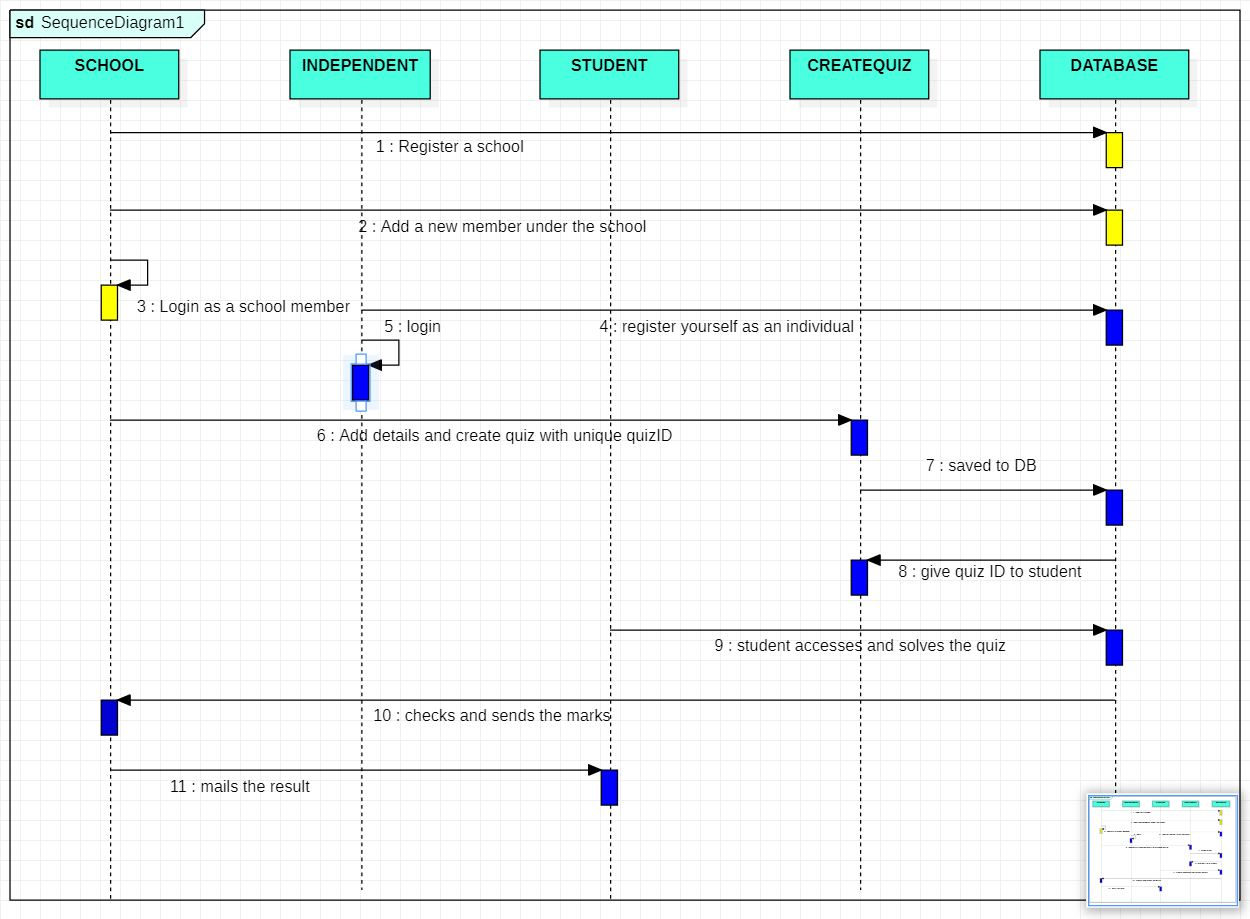 sd SequenceDiagram1
SCHOOL
INDEPENDENT
STUDENT
CREATEQUIZ
DATABASE
1 : Register a school
2 : Add a new member under the school
3 : Login as a school member
5 : login
4 : register yourself as an individual
6 : Add details and create quiz with unique quizID
7 : saved to DB
8 : give quiz ID to student
9 : student accesses and solves the quiz
10 : checks and sends the marks
11 : mails the result